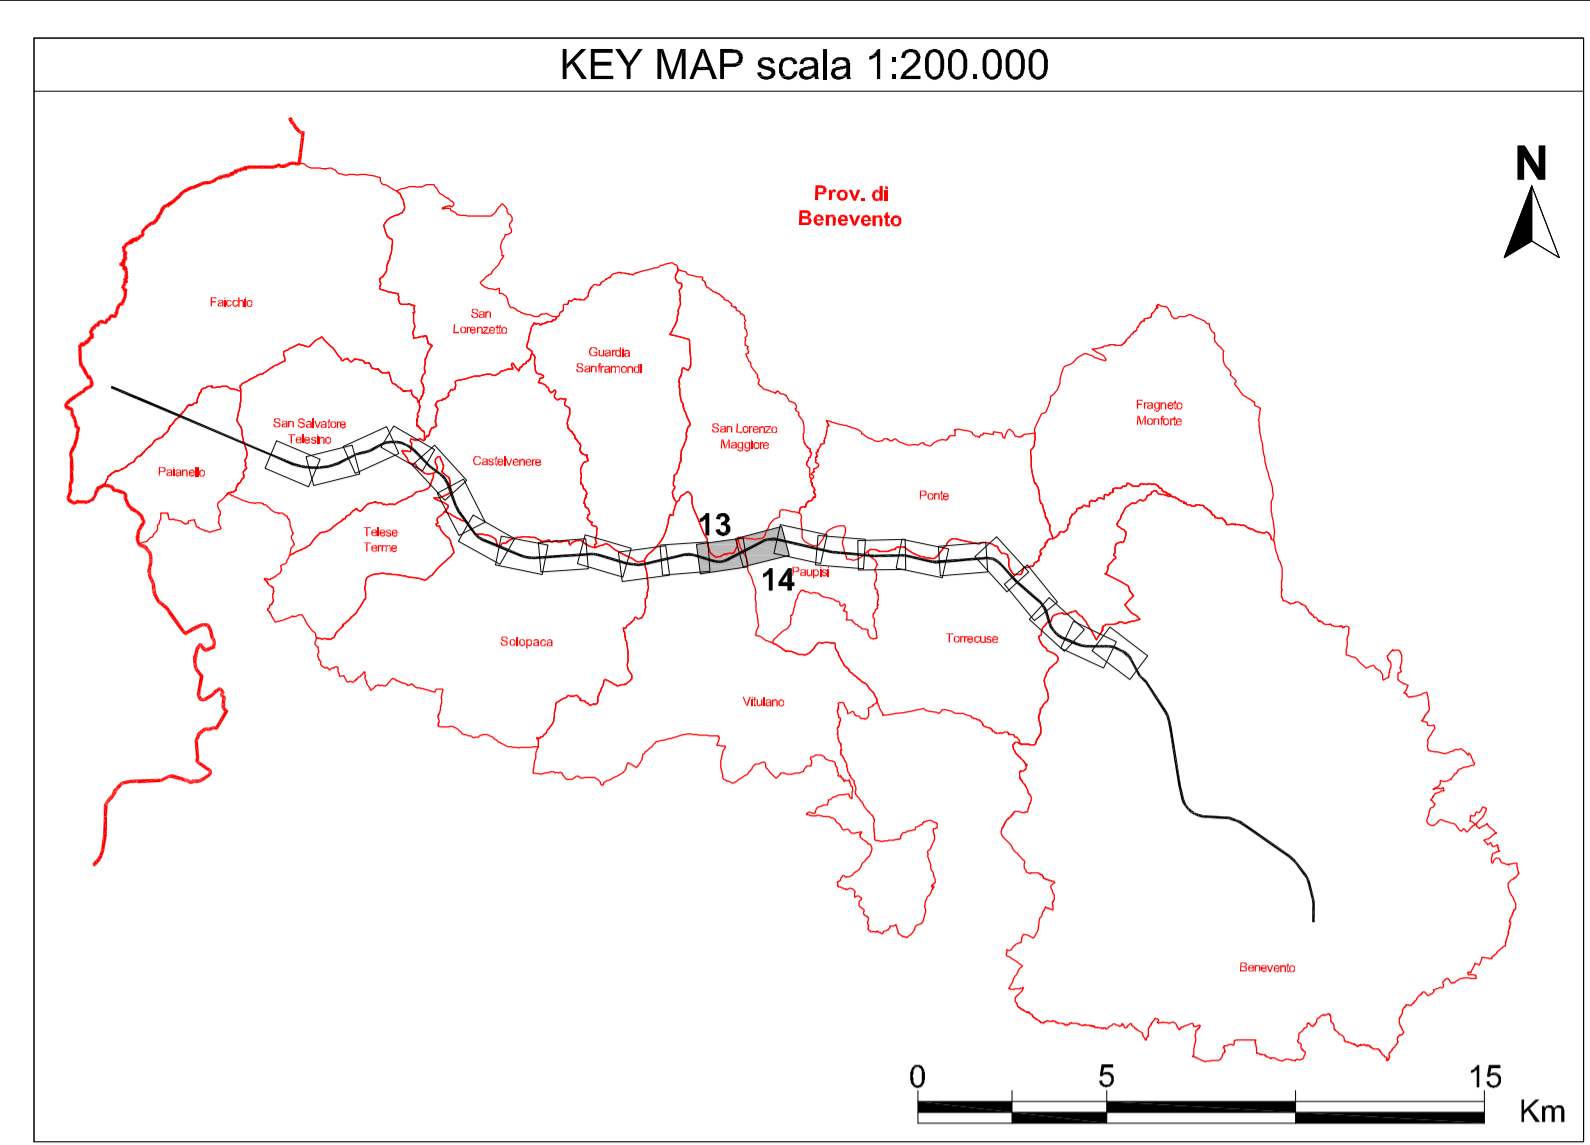 KEY MAP scala 1:200.000
N
Prov. di
Benevento
Faicchio
San
Lorenzetto
Guardia
Sanframondi
Fragneto
Monforte
San Salvatore
Telesino
San Lorenzo
Maggiore
Paianello
Castelvenere
Ponte
Telese
Terme
13
14
Paupisi
Solopaca
Torrecuse
Vitulano
Benevento
0 5 15
Km